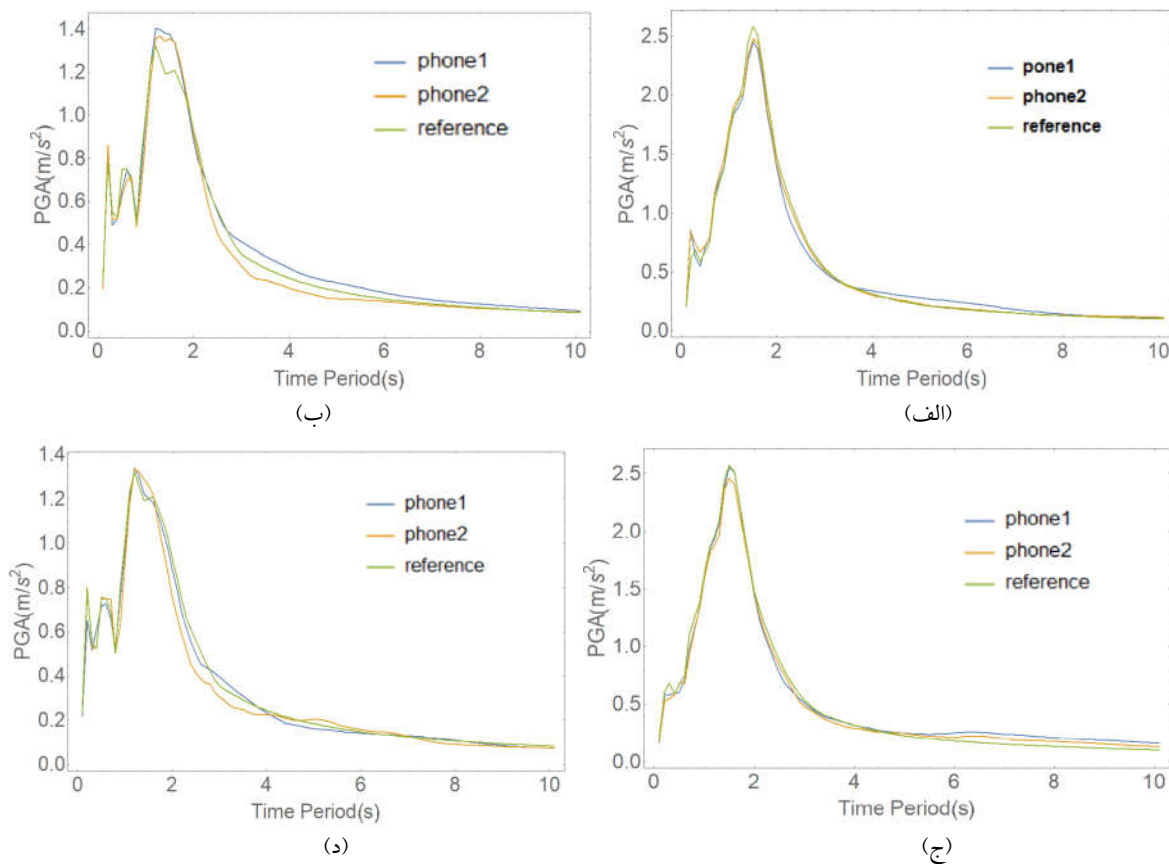 PGA(m/s²)
1.4
1.2
1.0
0.8
0.6
0.4
0.2
0.0
phone1
phone2
reference
0 2 4 6 8 10
Time Period(s)
(ب)
PGA(m/s²)
2.5
2.0
1.5
1.0
0.5
0.0
pone1
phone2
reference
0 2 4 6 8 10
Time Period(s)
(الف)
PGA(m/s²)
1.4
1.2
1.0
0.8
0.6
0.4
0.2
0.0
phone1
phone2
reference
0 2 4 6 8 10
Time Period(s)
(د)
PGA(m/s²)
2.5
2.0
1.5
1.0
0.5
0.0
phone1
phone2
reference
0 2 4 6 8 10
Time Period(s)
(ج)